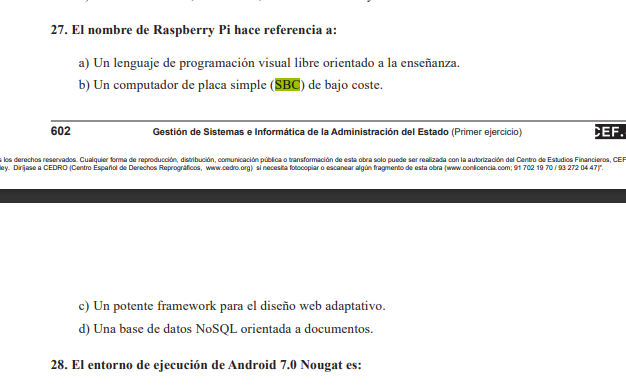 27. El nombre de Raspberry Pi hace referencia a:
a) Un lenguaje de programación visual libre orientado a la enseñanza.
b) Un computador de placa simple (SBC) de bajo coste.
602 Gestión de Sistemas e Informática de la Administración del Estado (Primer ejercicio) CEF.
s los derechos reservados. Cualquier forma de reproducción, distribución, comunicación pública o transformación de esta obra solo puede ser realizada con la autorización del Centro de Estudios Financieros, CEF
ley. Diríjase a CEDRO (Centro Español de Derechos Reprográficos, www.cedro.org) si necesita fotocopiar o escanear algún fragmento de esta obra (www.conlicencia.com; 91 702 19 70 / 93 272 04 47)".
c) Un potente framework para el diseño web adaptativo.
d) Una base de datos NoSQL orientada a documentos.
28. El entorno de ejecución de Android 7.0 Nougat es: